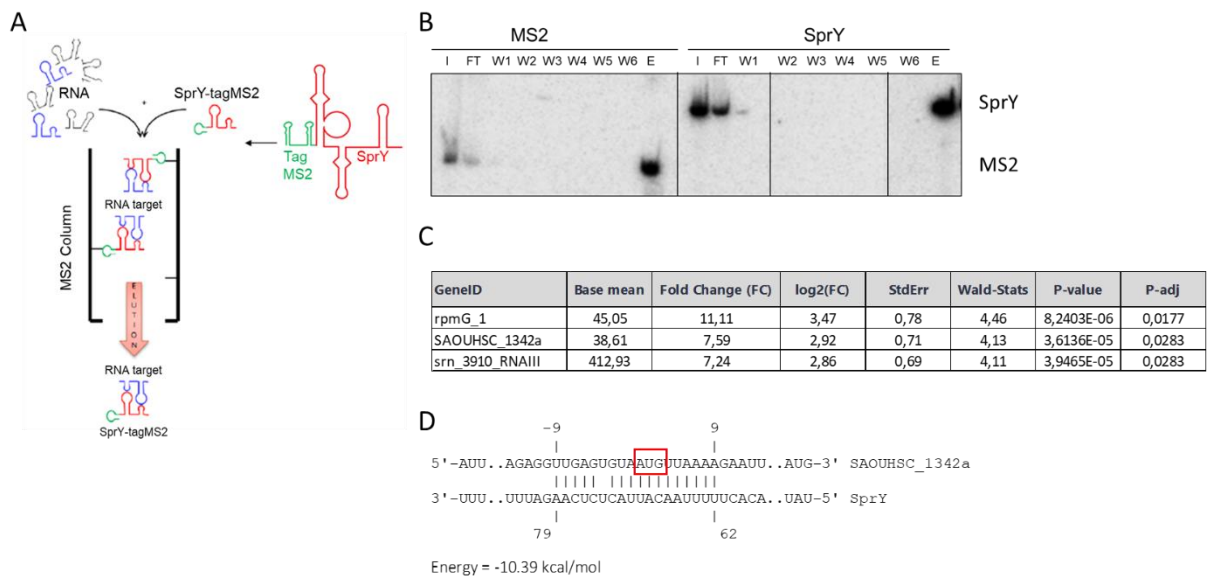 A
RNA
*
SprY-tagMS2
Tag
MS2
SprY
RNA target
MS2 Column
ELUTION
RNA target
SprY-tagMS2
B
MS2 SprY
I FT W1 W2 W3 W4 W5 W6 E I FT W1 W2 W3 W4 W5 W6 E
SprY
MS2
C
GeneID Base mean Fold Change (FC) log2(FC) StdErr Wald-Stats P-value P-adj
rpmG_1 45,05 11,11 3,47 0,78 4,46 8,2403E-06 0,0177
SAOUHSC_1342a 38,61 7,59 2,92 0,71 4,13 3,6136E-05 0,0283
srn_3910_RNAIII 412,93 7,24 2,86 0,69 4,11 3,9465E-05 0,0283
D
-9 9
5'-AUU..AGAGGUUGAGUGUAAUGUUAAAAGAAUU..AUG-3' SAOUHSC_1342a
3'-UUU..UUUAGAACUCUCAUUACAAUUUUUCACA..UAU-5' SprY
79 62
Energy = -10.39 kcal/mol